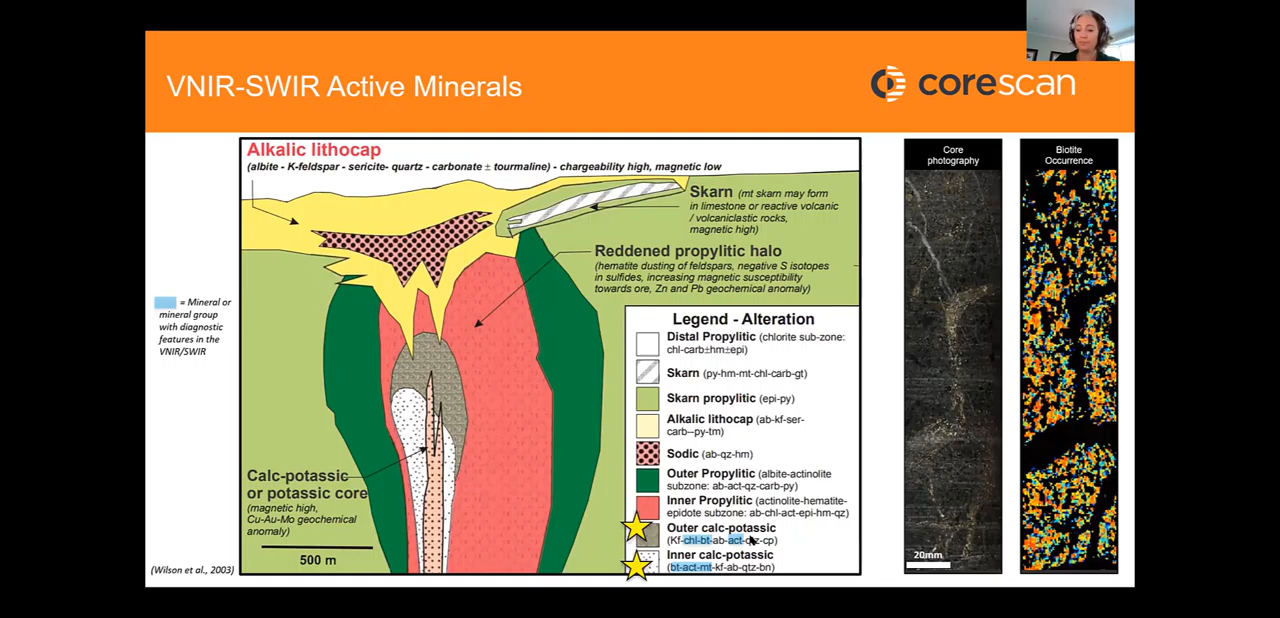 VNIR-SWIR Active Minerals
corescan
Alkalic lithocap
(albite - K-feldspar - sericite- quartz - carbonate ± tourmaline) - chargeability high, magnetic low
Skarn (mt skarn may form
in limestone or reactive volcanic
/ volcaniclastic rocks,
magnetic high)
Reddened propylitic halo
(hematite dusting of feldspars, negative S isotopes
in sulfides, increasing magnetic susceptibility
towards ore, Zn and Pb geochemical anomaly)
= Mineral or
mineral group
with diagnostic
features in the
VNIR/SWIR
Calc-potassic
or potassic core
(magnetic high,
Cu-Au-Mo geochemical
anomaly)
500 m
(Wilson et al., 2003)
Legend - Alteration
Distal Propylitic (chlorite sub-zone:
chl-carb±hm±epi)
Skarn (py-hm-mt-chl-carb-gt)
Skarn propylitic (epi-py)
Alkalic lithocap (ab-kf-ser-
carb--py-tm)
Sodic (ab-qz-hm)
Outer Propylitic (albite-actinolite
subzone: ab-act-qz-carb-py)
Inner Propylitic (actinolite-hematite-
epidote subzone: ab-chl-act-epi-hm-qz)
Outer calc-potassic
(Kf-chl-bt-ab-act-qtz-cp)
Inner calc-potassic
(bt-act-mt-kf-ab-qtz-bn)
Core
photography
20mm
Biotite
Occurrence